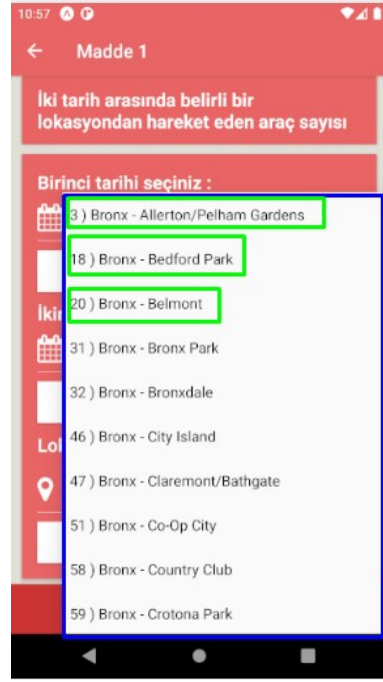 10:57
Madde 1
İki tarih arasında belirli bir
lokasyondan hareket eden araç sayısı
Birinci tarihi seçiniz :
3 ) Bronx - Allerton/Pelham Gardens
18 ) Bronx - Bedford Park
20 ) Bronx - Belmont
31 ) Bronx - Bronx Park
32 ) Bronx - Bronxdale
46 ) Bronx - City Island
47 ) Bronx - Claremont/Bathgate
51 ) Bronx - Co-Op City
58 ) Bronx - Country Club
59 ) Bronx - Crotona Park